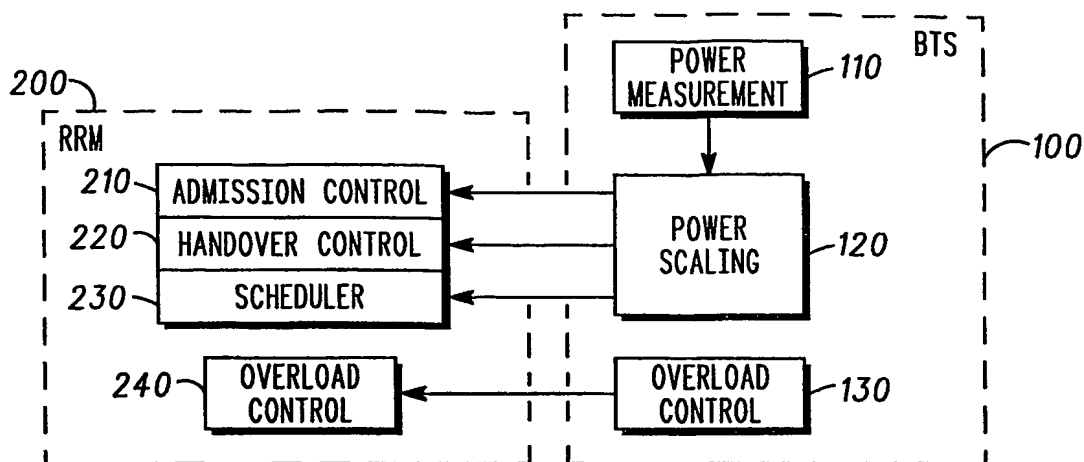 BTS
POWER
MEASUREMENT
110
200
RRM
100
210
ADMISSION CONTROL
220
HANDOVER CONTROL
230
SCHEDULER
POWER
SCALING
120
240
OVERLOAD
CONTROL
OVERLOAD
CONTROL
130